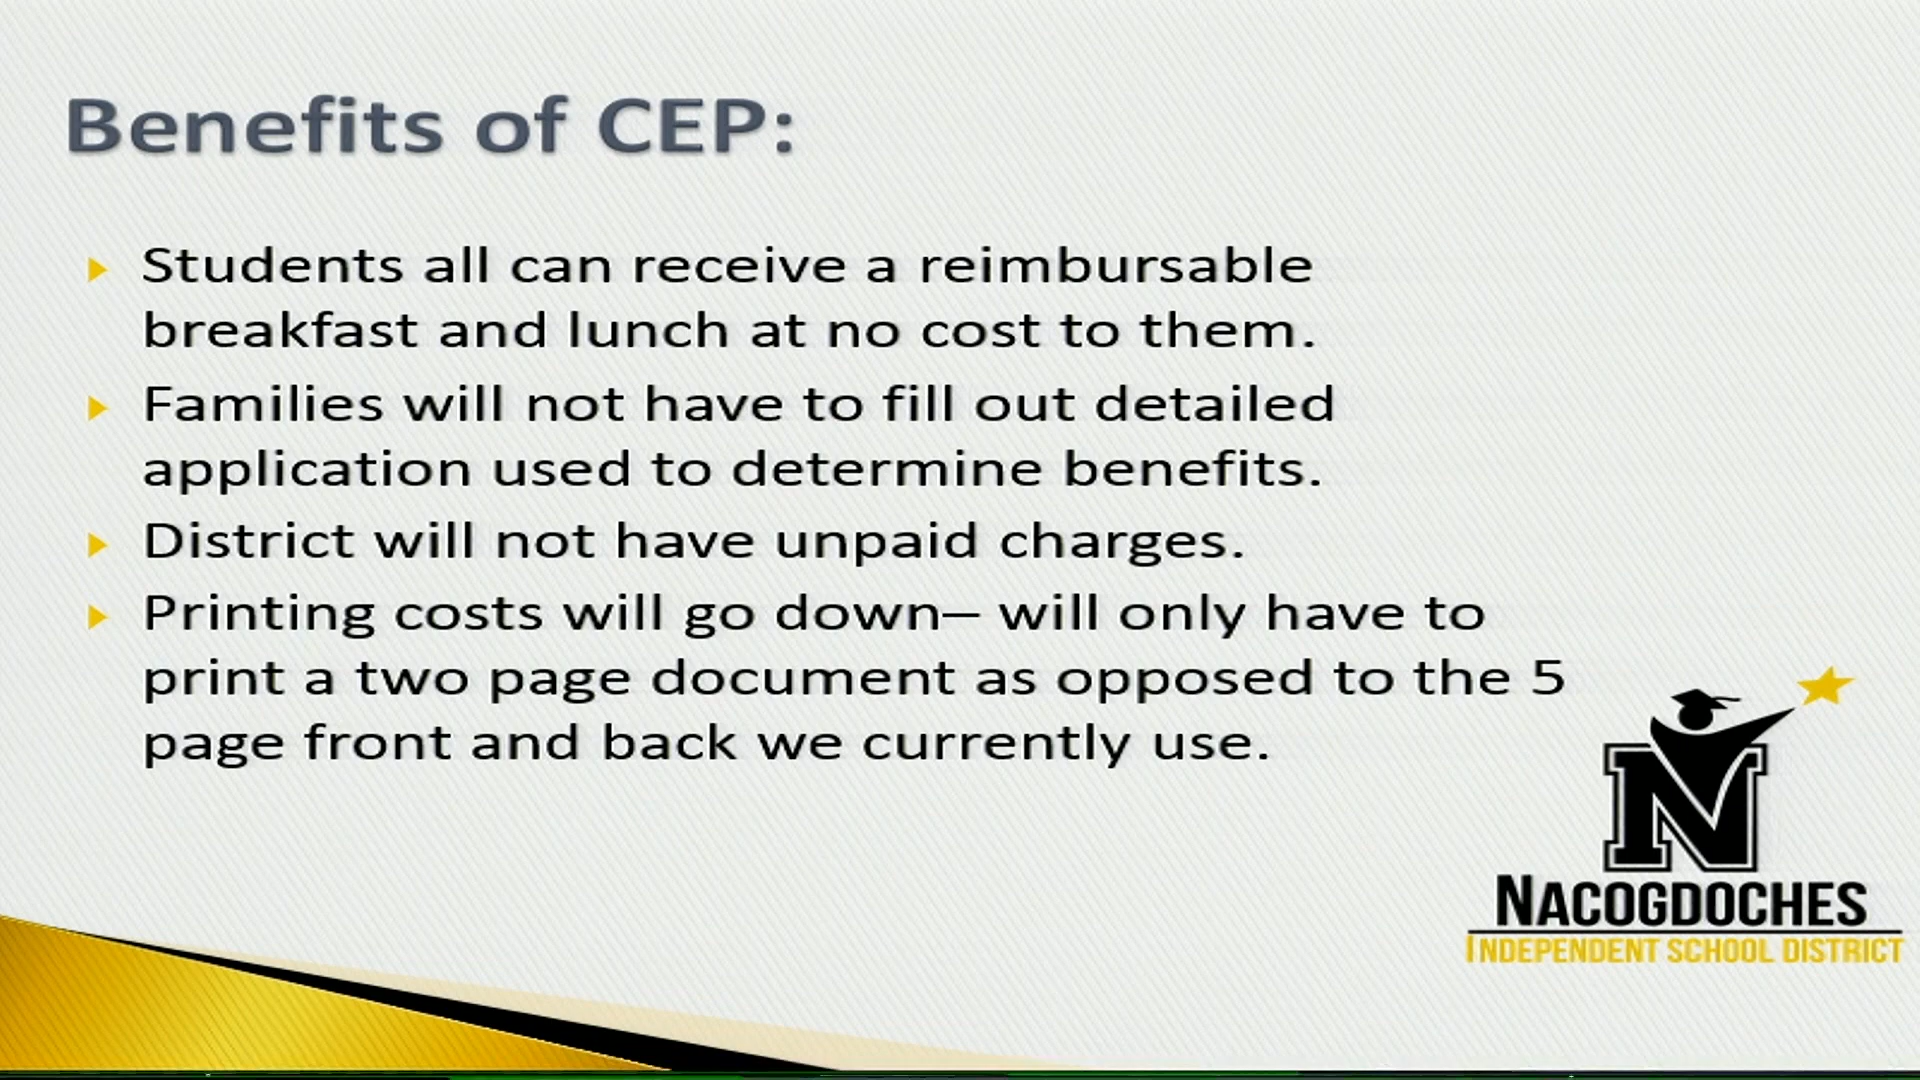 Benefits of CEP:
Students all can receive a reimbursable
breakfast and lunch at no cost to them.
Families will not have to fill out detailed
application used to determine benefits.
District will not have unpaid charges.
Printing costs will go down– will only have to
print a two page document as opposed to the 5
page front and back we currently use.
N
NACOGDOCHES
INDEPENDENT SCHOOL DISTRICT